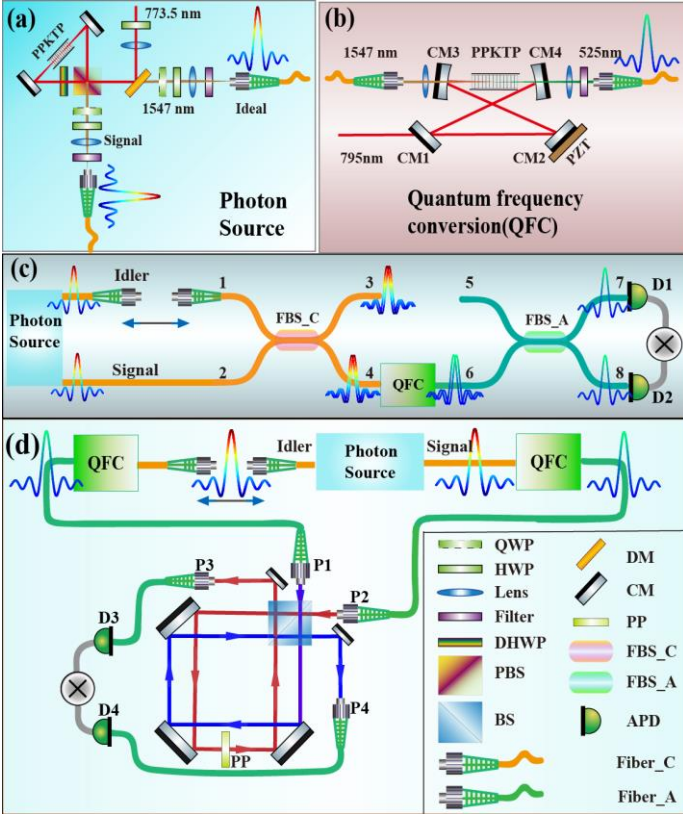 (a)
773.5 nm
PPKTP
1547 nm
Ideal
Signal
Photon
Source
(b)
1547 nm
CM3
PPKTP
CM4
525nm
795nm
CM1
CM2
PZT
Quantum frequency
conversion(QFC)
(c)
Idler
1
3
5
7
D1
Photon
Source
FBS_C
FBS_A
Signal
2
4
QFC
6
8
D2
(d)
QFC
Idler
Photon
Source
Signal
QFC
P1
P3
P2
D3
D4
P4
PP
QWP
HWP
Lens
Filter
DHWP
PBS
BS
DM
CM
PP
FBS_C
FBS_A
APD
Fiber_C
Fiber_A